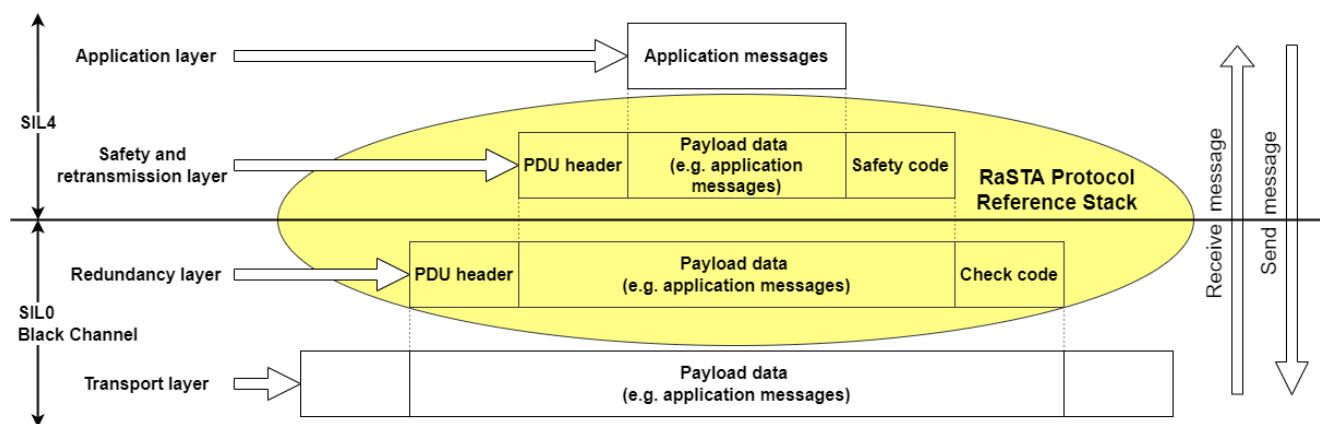 Application layer
Application messages
SIL4
Safety and
retransmission layer
PDU header
Payload data
(e.g. application
messages)
Safety code
RaSTA Protocol
Reference Stack
Receive message
Send message
Redundancy layer
PDU header
Payload data
(e.g. application messages)
Check code
SIL0
Black Channel
Transport layer
Payload data
(e.g. application messages)